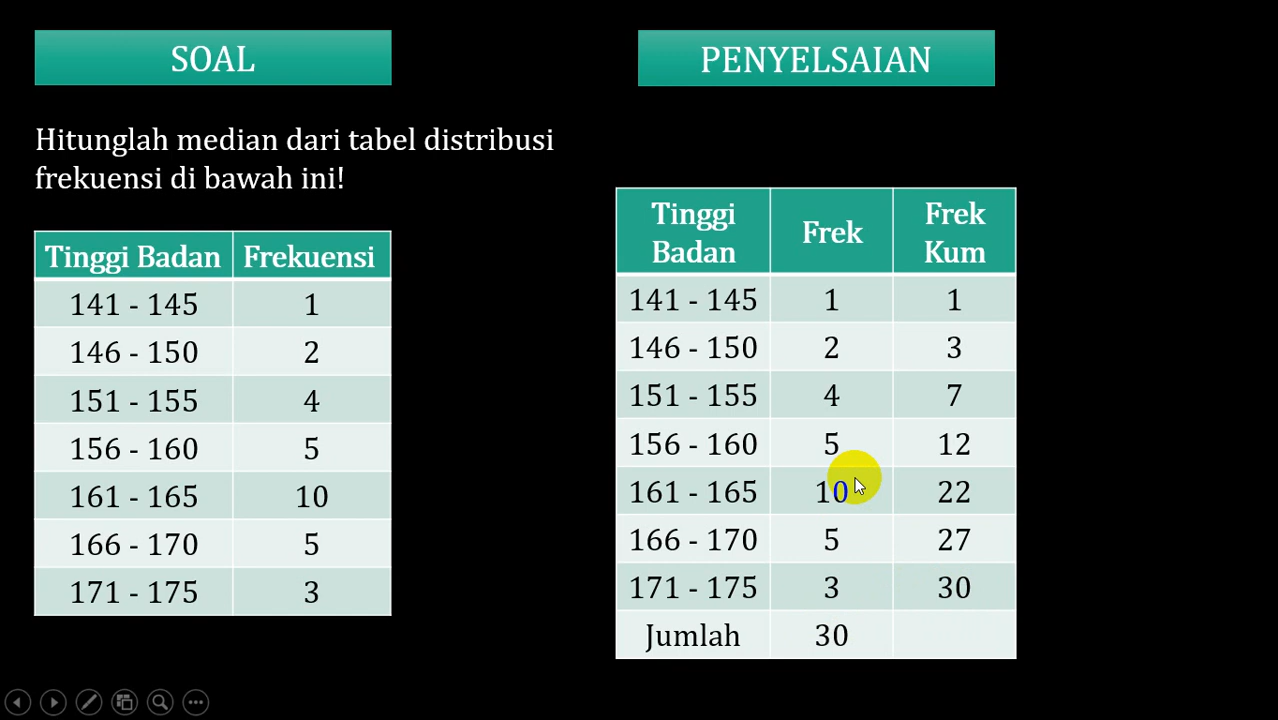 SOAL
Hitunglah median dari tabel distribusi
frekuensi di bawah ini!
Tinggi Badan Frekuensi
141 - 145 1
146 - 150 2
151 - 155 4
156 - 160 5
161 - 165 10
166 - 170 5
171 - 175 3
PENYELSAIAN
Tinggi Badan Frek Frek Kum
141 - 145 1 1
146 - 150 2 3
151 - 155 4 7
156 - 160 5 12
161 - 165 10 22
166 - 170 5 27
171 - 175 3 30
Jumlah 30